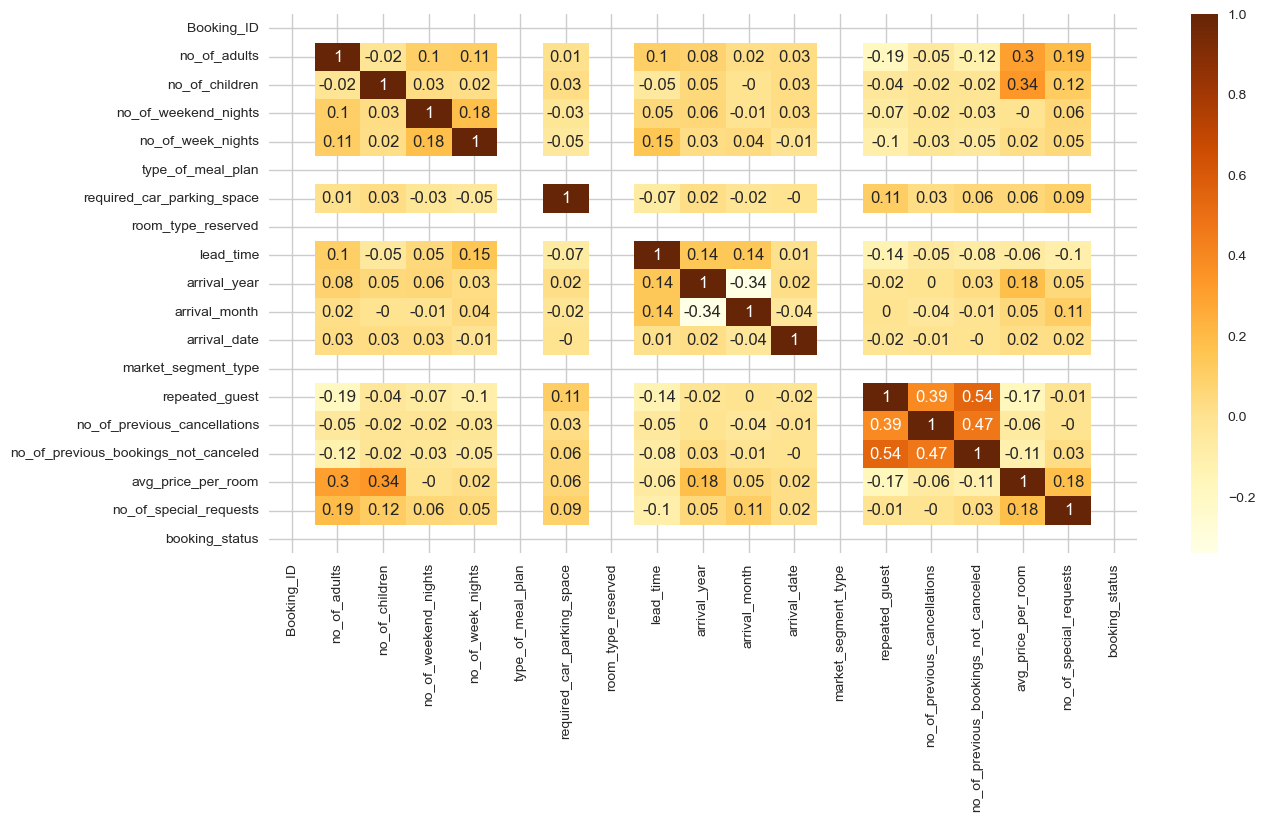 Booking_ID
no_of_adults 1 -0.02 0.1 0.11 0.01 0.1 0.08 0.02 0.03 -0.19 -0.05 -0.12 0.3 0.19
no_of_children -0.02 1 0.03 0.02 0.03 -0.05 0.05 -0 0.03 -0.04 -0.02 -0.02 0.34 0.12
no_of_weekend_nights 0.1 0.03 1 0.18 -0.03 0.05 0.06 -0.01 0.03 -0.07 -0.02 -0.03 -0 0.06
no_of_week_nights 0.11 0.02 0.18 1 -0.05 0.15 0.03 0.04 -0.01 -0.1 -0.03 -0.05 0.02 0.05
type_of_meal_plan
required_car_parking_space 0.01 0.03 -0.03 -0.05 1 -0.07 0.02 -0.02 -0 0.11 0.03 0.06 0.06 0.09
room_type_reserved
lead_time 0.1 -0.05 0.05 0.15 -0.07 1 0.14 0.14 0.01 -0.14 -0.05 -0.08 -0.06 -0.1
arrival_year 0.08 0.05 0.06 0.03 0.02 0.14 1 -0.34 0.02 -0.02 0 0.03 0.18 0.05
arrival_month 0.02 -0 -0.01 0.04 -0.02 0.14 -0.34 1 -0.04 0 -0.04 -0.01 0.05 0.11
arrival_date 0.03 0.03 0.03 -0.01 -0 0.01 0.02 -0.04 1 -0.02 -0.01 -0 0.02 0.02
market_segment_type
repeated_guest -0.19 -0.04 -0.07 -0.1 0.11 -0.14 -0.02 0 -0.02 1 0.39 0.54 -0.17 -0.01
no_of_previous_cancellations -0.05 -0.02 -0.02 -0.03 0.03 -0.05 0 -0.04 -0.01 0.39 1 0.47 -0.06 -0
no_of_previous_bookings_not_canceled -0.12 -0.02 -0.03 -0.05 0.06 -0.08 0.03 -0.01 -0 0.54 0.47 1 -0.11 0.03
avg_price_per_room 0.3 0.34 -0 0.02 0.06 -0.06 0.18 0.05 0.02 -0.17 -0.06 -0.11 1 0.18
no_of_special_requests 0.19 0.12 0.06 0.05 0.09 -0.1 0.05 0.11 0.02 -0.01 -0 0.03 0.18 1
booking_status
Booking_ID
no_of_adults
no_of_children
no_of_weekend_nights
no_of_week_nights
type_of_meal_plan
required_car_parking_space
room_type_reserved
lead_time
arrival_year
arrival_month
arrival_date
market_segment_type
repeated_guest
no_of_previous_cancellations
no_of_previous_bookings_not_canceled
avg_price_per_room
no_of_special_requests
booking_status
1.0
0.8
0.6
0.4
0.2
0.0
−0.2